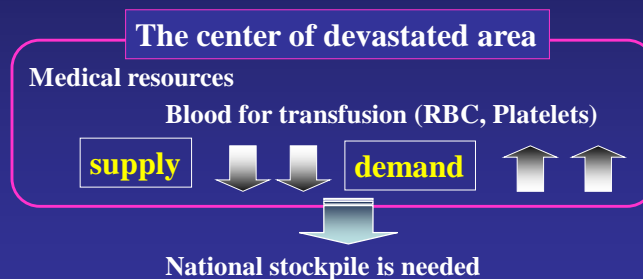 The center of devastated area
Medical resources
Blood for transfusion (RBC, Platelets)
supply demand
National stockpile is needed